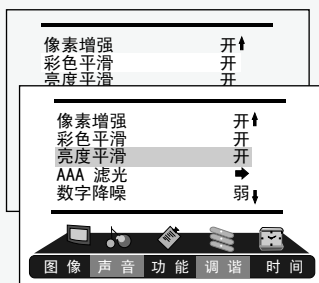 像素增强 开
彩色平滑 开
亮度平滑 开
像素增强 开
彩色平滑 开
亮度平滑 开
AAA 滤光
数字降噪 弱
图像 声音 功能 调谐 时间